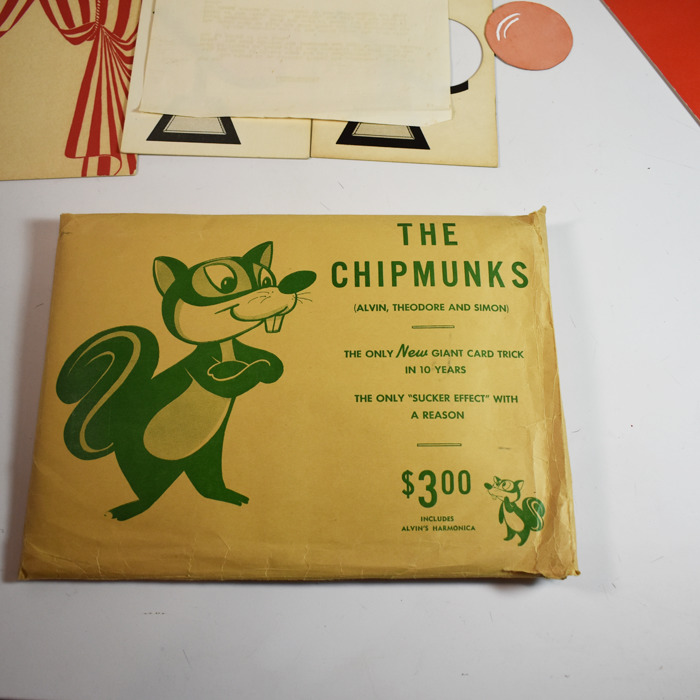 THE
CHIPMUNKS
(ALVIN, THEODORE AND SIMON)
THE ONLY New GIANT CARD TRICK
IN 10 YEARS
THE ONLY "SUCKER EFFECT" WITH
A REASON
$3.00
INCLUDES
ALVIN'S HARMONICA